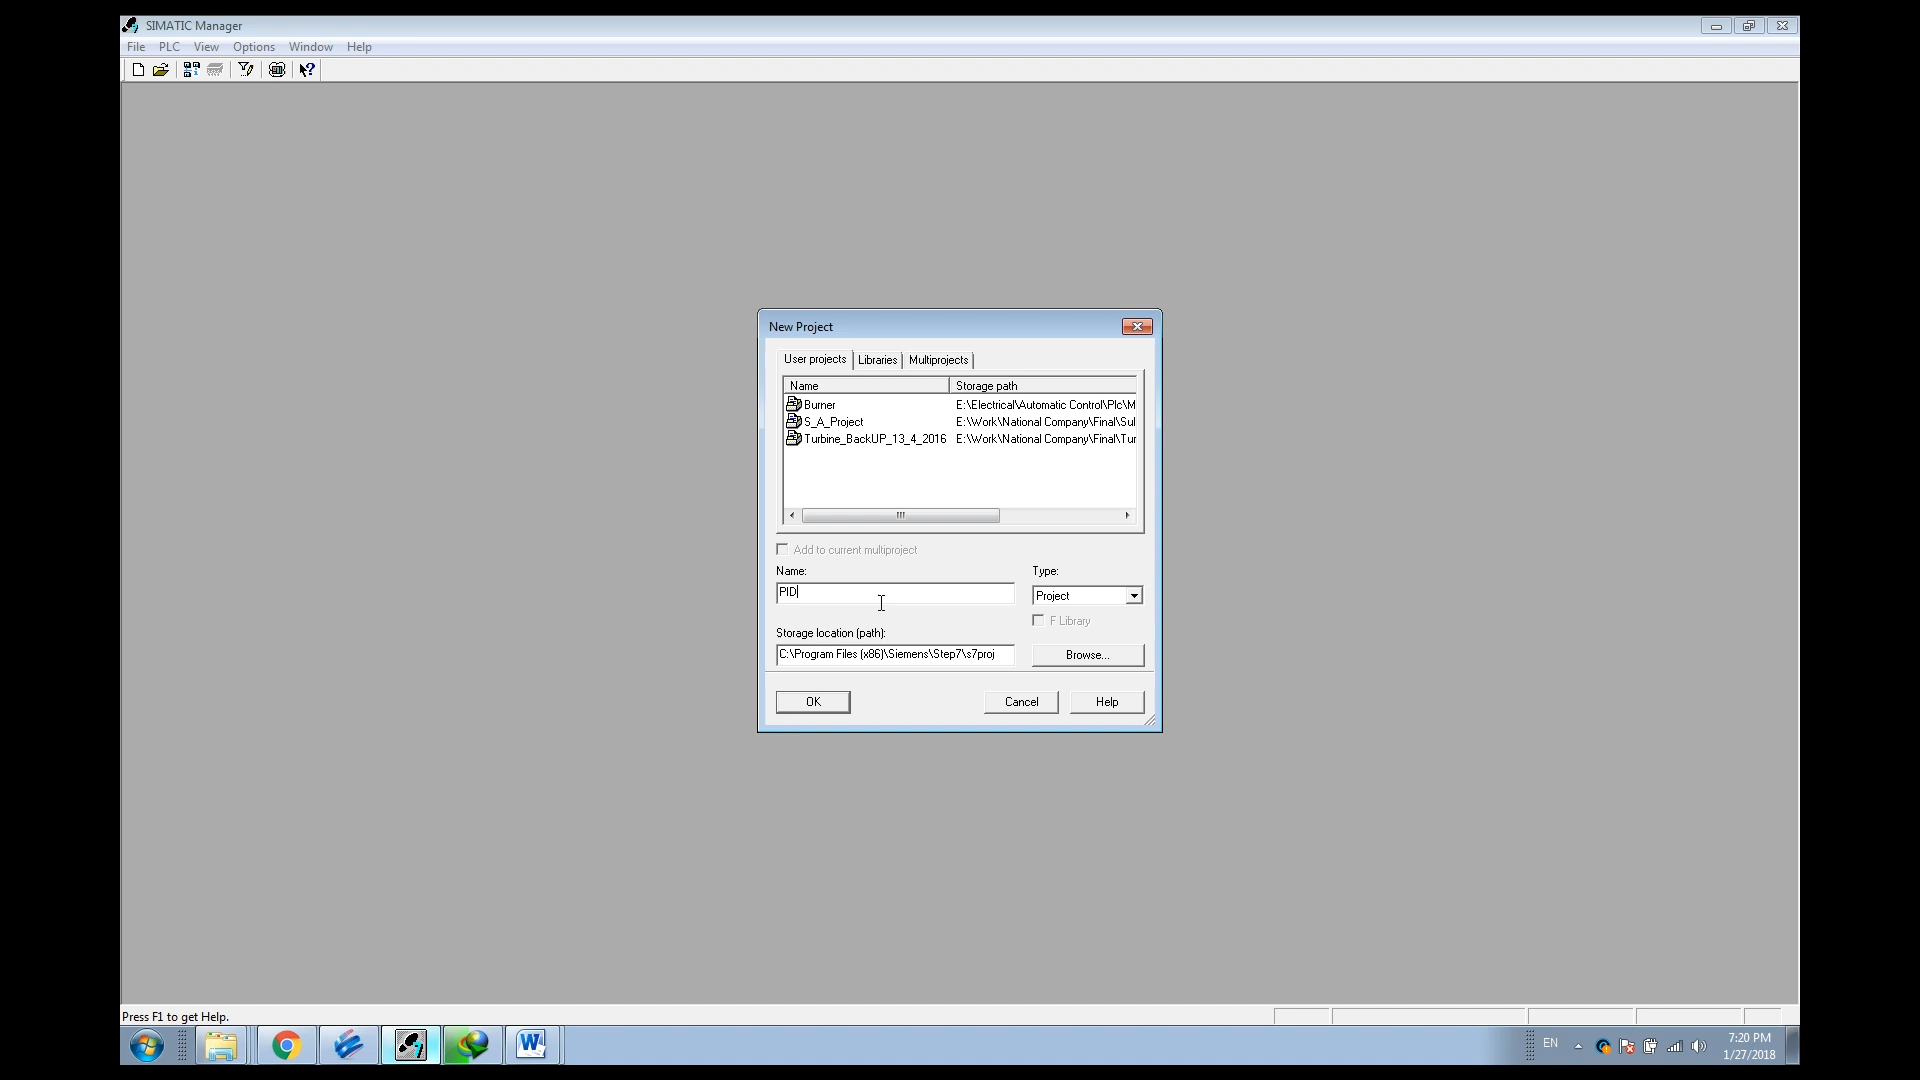 SIMATIC Manager
File PLC View Options Window Help
New Project
User projects Libraries Multiprojects
Name Storage path
Burner E:\Electrical\Automatic Control\Plc\M
S_A_Project E:\Work\National Company\Final\Sul
Turbine_BackUP_13_4_2016 E:\Work\National Company\Final\Tur
Add to current multiproject
Name: Type:
PID Project
F Library
Storage location (path):
C:\Program Files (x86)\Siemens\Step7\s7proj Browse...
OK Cancel Help
Press F1 to get Help.
EN 7:20 PM
1/27/2018